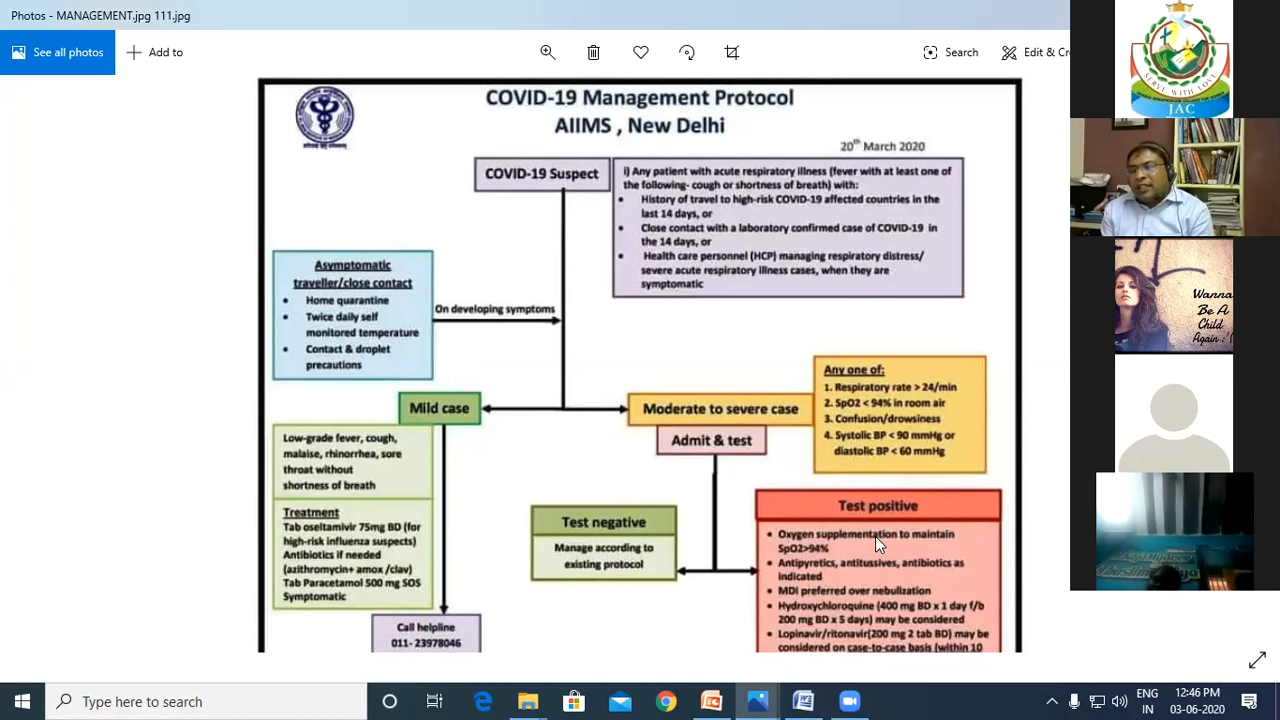 Photos - MANAGEMENT.jpg 111.jpg
See all photos
Add to
Search
Edit & Cr
COVID-19 Management Protocol
AIIMS , New Delhi
20th March 2020
COVID-19 Suspect
i) Any patient with acute respiratory illness (fever with at least one of
the following- cough or shortness of breath) with:
• History of travel to high-risk COVID-19 affected countries in the
last 14 days, or
• Close contact with a laboratory confirmed case of COVID-19 in
the 14 days, or
• Health care personnel (HCP) managing respiratory distress/
severe acute respiratory illness cases, when they are
symptomatic
Asymptomatic
traveller/close contact
• Home quarantine
• Twice daily self
monitored temperature
• Contact & droplet
precautions
On developing symptoms
Mild case
Moderate to severe case
Admit & test
Any one of:
1. Respiratory rate > 24/min
2. SpO2 < 94% in room air
3. Confusion/drowsiness
4. Systolic BP < 90 mmHg or
diastolic BP < 60 mmHg
Low-grade fever, cough,
malaise, rhinorrhea, sore
throat without
shortness of breath
Treatment
Tab oseltamivir 75mg BD (for
high-risk influenza suspects)
Antibiotics if needed
(azithromycin+ amox /clav)
Tab Paracetamol 500 mg SOS
Symptomatic
Call helpline
011- 23978046
Test negative
Manage according to
existing protocol
Test positive
• Oxygen supplementation to maintain
SpO2>94%
• Antipyretics, antitussives, antibiotics as
indicated
• MDI preferred over nebulization
• Hydroxychloroquine (400 mg BD x 1 day f/b
200 mg BD x 5 days) may be considered
• Lopinavir/ritonavir(200 mg 2 tab BD) may be
considered on case-to-case basis (within 10
SERVE WITH LOVE
JAC
Wanna
Be A
Child
Again :'(
Type here to search
ENG
IN
12:46 PM
03-06-2020